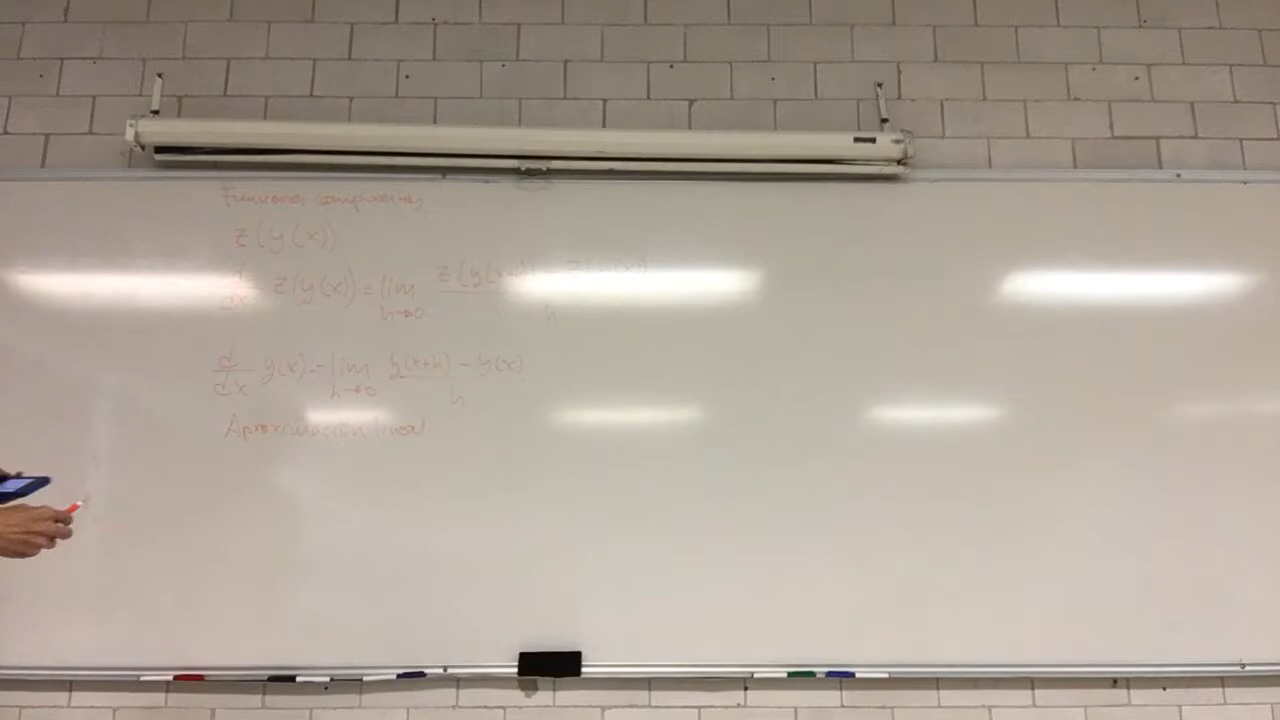 Funciones compuestas
z(y(x))
d/dx z(y(x)) = lim h→0 z(y(x+h)) - z(y(x)) / h
d/dx y(x) = lim h→0 y(x+h) - y(x) / h
Aproximación lineal